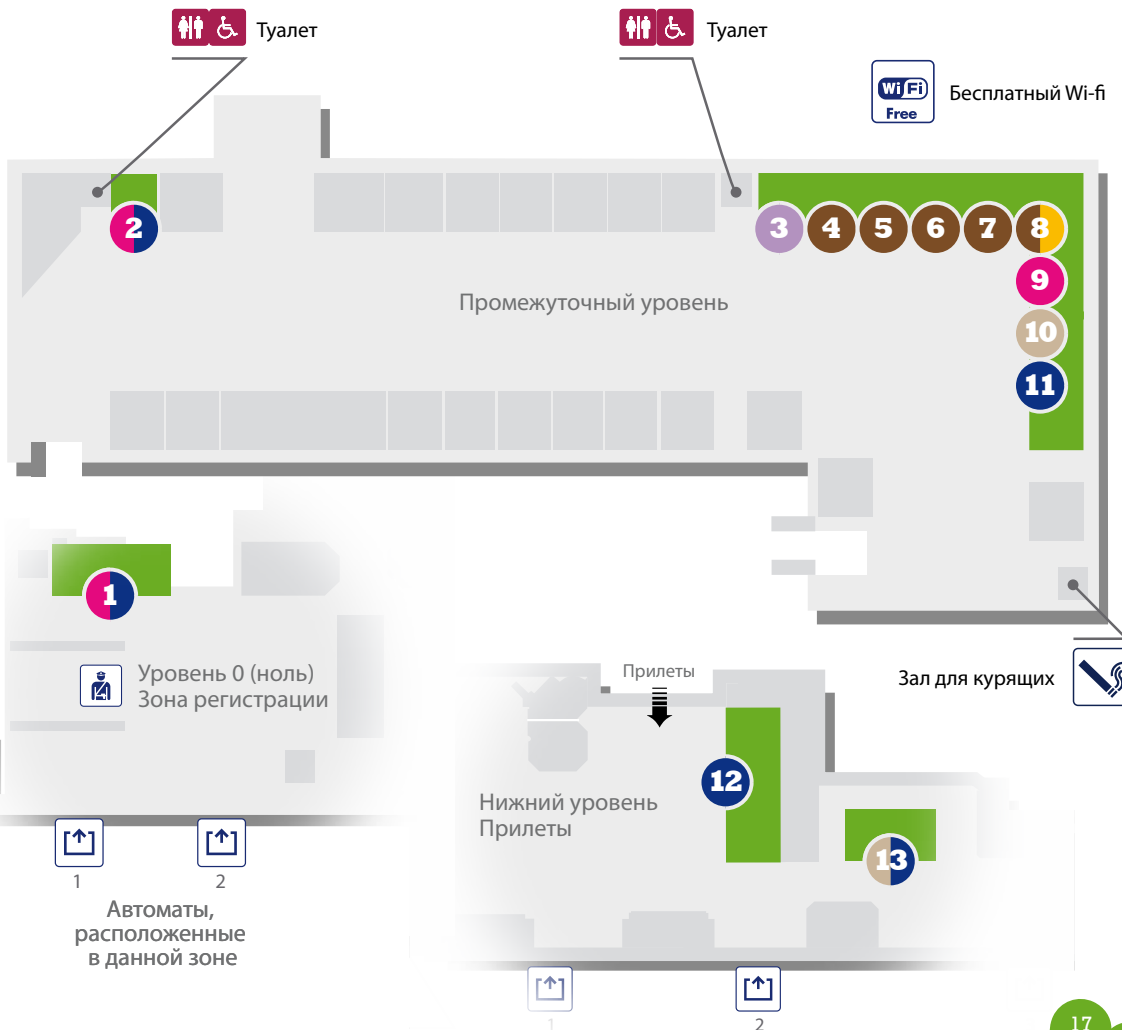 Туалет
Туалет
WiFi
Free
Бесплатный Wi-fi
2
3
4
5
6
7
8
9
10
11
Промежуточный уровень
1
Уровень 0 (ноль)
Зона регистрации
Прилеты
Зал для курящих
12
Нижний уровень
Прилеты
13
1
2
Автоматы,
расположенные
в данной зоне
1
2
17